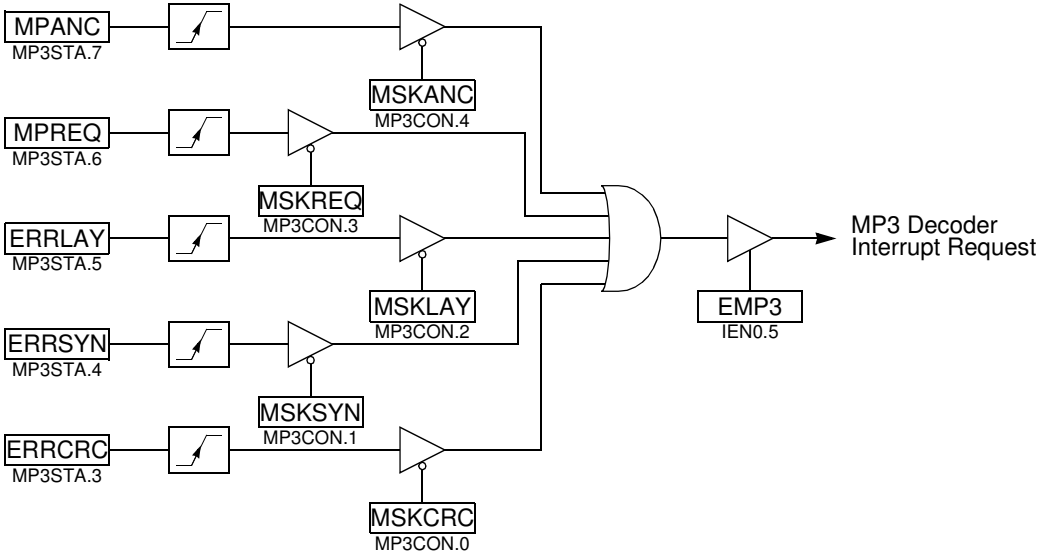 MPANC
MP3STA.7
MSKANC
MP3CON.4
MPREQ
MP3STA.6
MSKREQ
MP3CON.3
ERRLAY
MP3STA.5
MSKLAY
MP3CON.2
MP3 Decoder
Interrupt Request
EMP3
IEN0.5
ERRSYN
MP3STA.4
MSKSYN
MP3CON.1
ERRCRC
MP3STA.3
MSKCRC
MP3CON.0